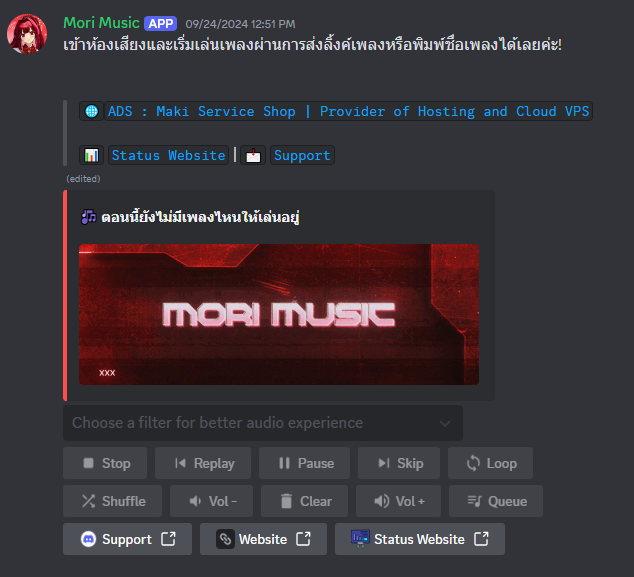 Mori Music APP 09/24/2024 12:51 PM
เข้าห้องเสียงและเริ่มเล่นเพลงผ่านการส่งลิ้งค์เพลงหรือพิมพ์ชื่อเพลงได้เลยค่ะ!
ADS : Maki Service Shop | Provider of Hosting and Cloud VPS
Status Website | Support
(edited)
ตอนนี้ยังไม่มีเพลงไหนให้เล่นอยู่
MORI MUSIC
xxx
Choose a filter for better audio experience
Stop Replay Pause Skip Loop
Shuffle Vol - Clear Vol + Queue
Support Website Status Website